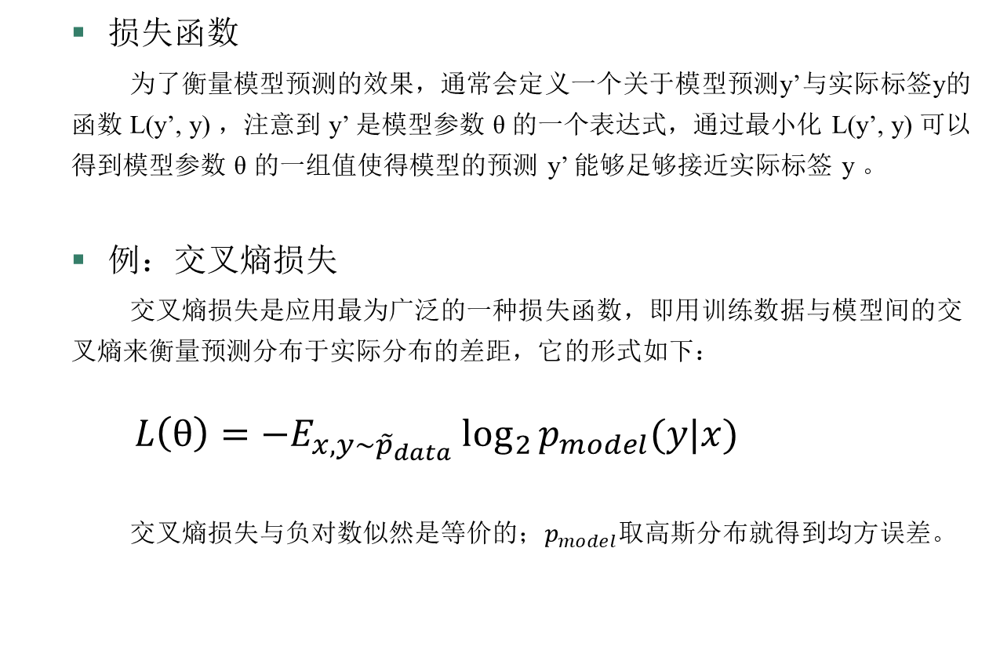 ▪ 损失函数
为了衡量模型预测的效果，通常会定义一个关于模型预测y’与实际标签y的
函数 L(y’, y) ，注意到 y’ 是模型参数 θ 的一个表达式，通过最小化 L(y’, y) 可以
得到模型参数 θ 的一组值使得模型的预测 y’ 能够足够接近实际标签 y 。
▪ 例：交叉熵损失
交叉熵损失是应用最为广泛的一种损失函数，即用训练数据与模型间的交
叉熵来衡量预测分布于实际分布的差距，它的形式如下：
L(θ) = −E_{x,y~p̃_{data}} log₂ p_{model}(y|x)
交叉熵损失与负对数似然是等价的；p_{model}取高斯分布就得到均方误差。